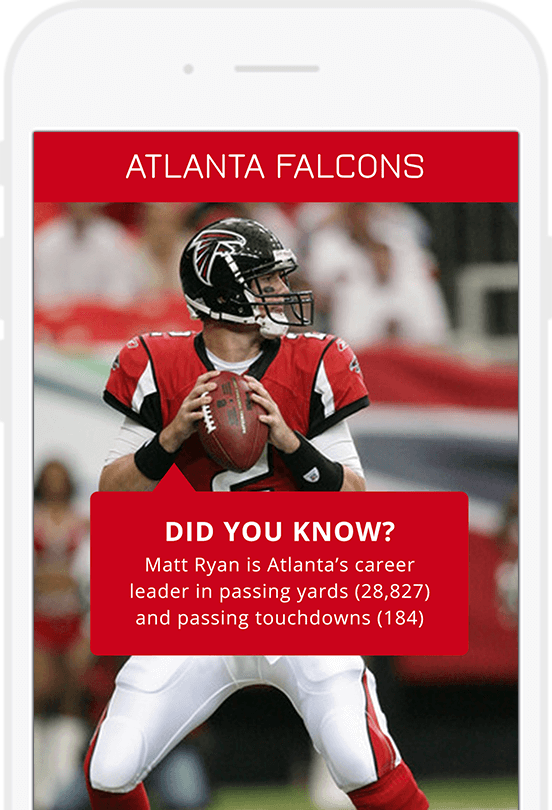 ATLANTA FALCONS
DID YOU KNOW?
Matt Ryan is Atlanta’s career
leader in passing yards (28,827)
and passing touchdowns (184)